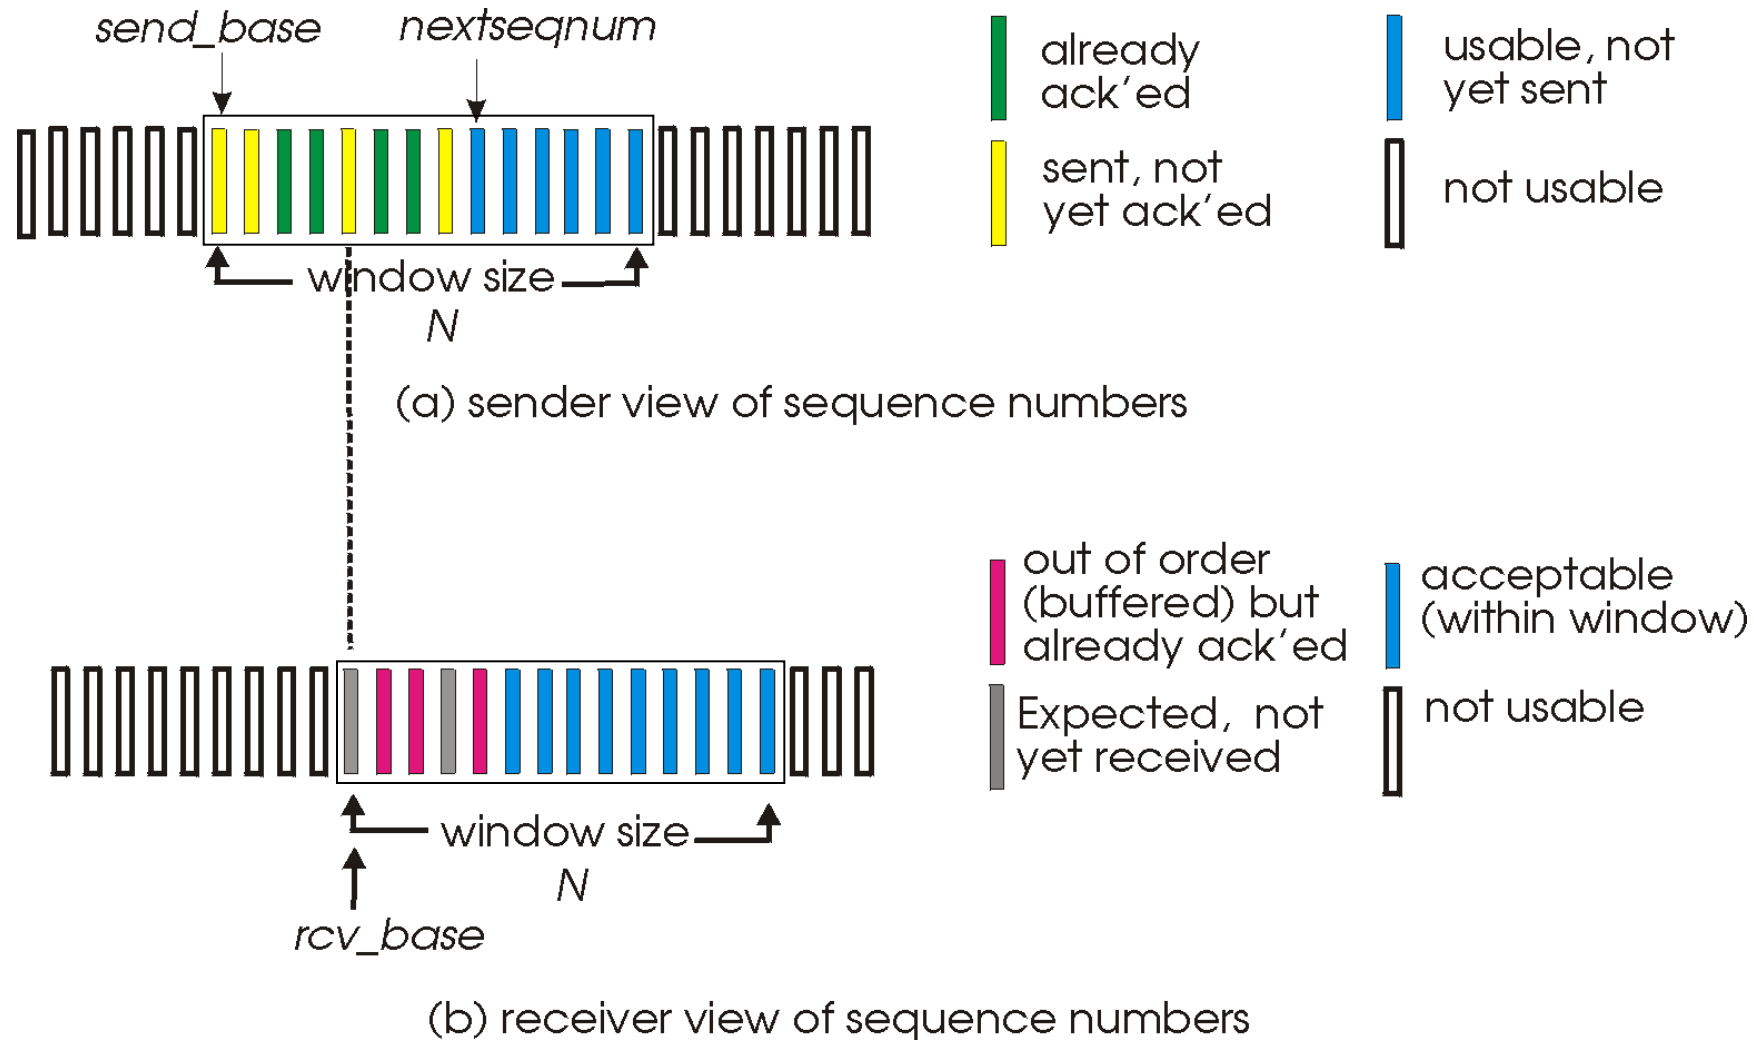 send_base
nextseqnum
already
ack'ed
usable, not
yet sent
sent, not
yet ack'ed
not usable
window size
N
(a) sender view of sequence numbers
out of order
(buffered) but
already ack'ed
acceptable
(within window)
Expected, not
yet received
not usable
window size
N
rcv_base
(b) receiver view of sequence numbers